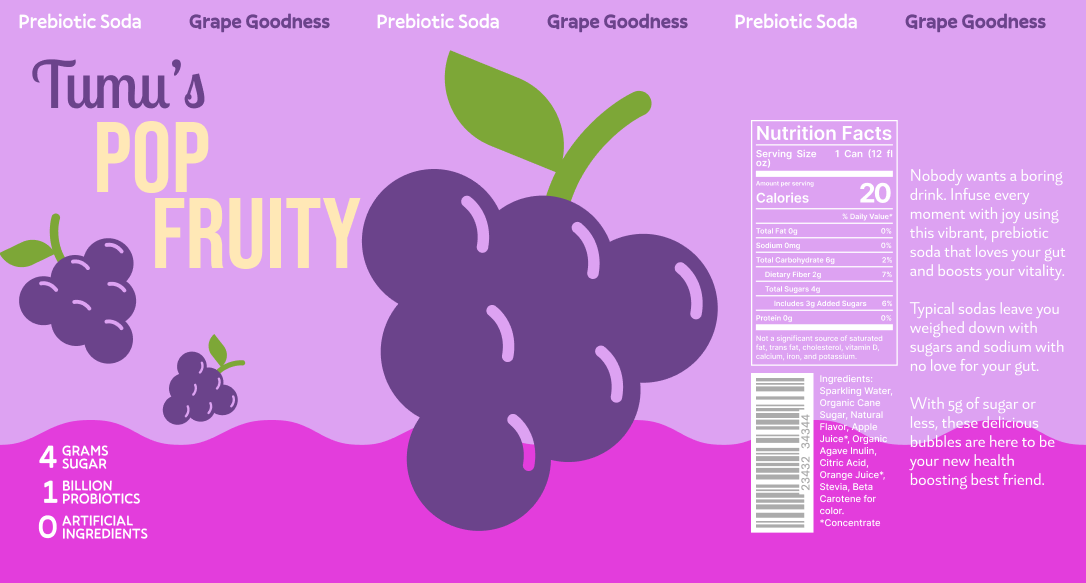 Prebiotic Soda Grape Goodness Prebiotic Soda Grape Goodness Prebiotic Soda Grape Goodness
Tumu's
POP
FRUITY
4 GRAMS
SUGAR
1 BILLION
PROBIOTICS
0 ARTIFICIAL
INGREDIENTS
Nutrition Facts
Serving Size 1 Can (12 fl
oz)
Amount per serving
Calories 20
% Daily Value*
Total Fat 0g 0%
Sodium 0mg 0%
Total Carbohydrate 6g 2%
Dietary Fiber 2g 7%
Total Sugars 4g
Includes 3g Added Sugars 6%
Protein 0g 0%
Not a significant source of saturated
fat, trans fat, cholesterol, vitamin D,
calcium, iron, and potassium.
23432 34344
Ingredients:
Sparkling Water,
Organic Cane
Sugar, Natural
Flavor, Apple
Juice*, Organic
Agave Inulin,
Citric Acid,
Orange Juice*,
Stevia, Beta
Carotene for
color.
*Concentrate
Nobody wants a boring
drink. Infuse every
moment with joy using
this vibrant, prebiotic
soda that loves your gut
and boosts your vitality.
Typical sodas leave you
weighed down with
sugars and sodium with
no love for your gut.
With 5g of sugar or
less, these delicious
bubbles are here to be
your new health
boosting best friend.